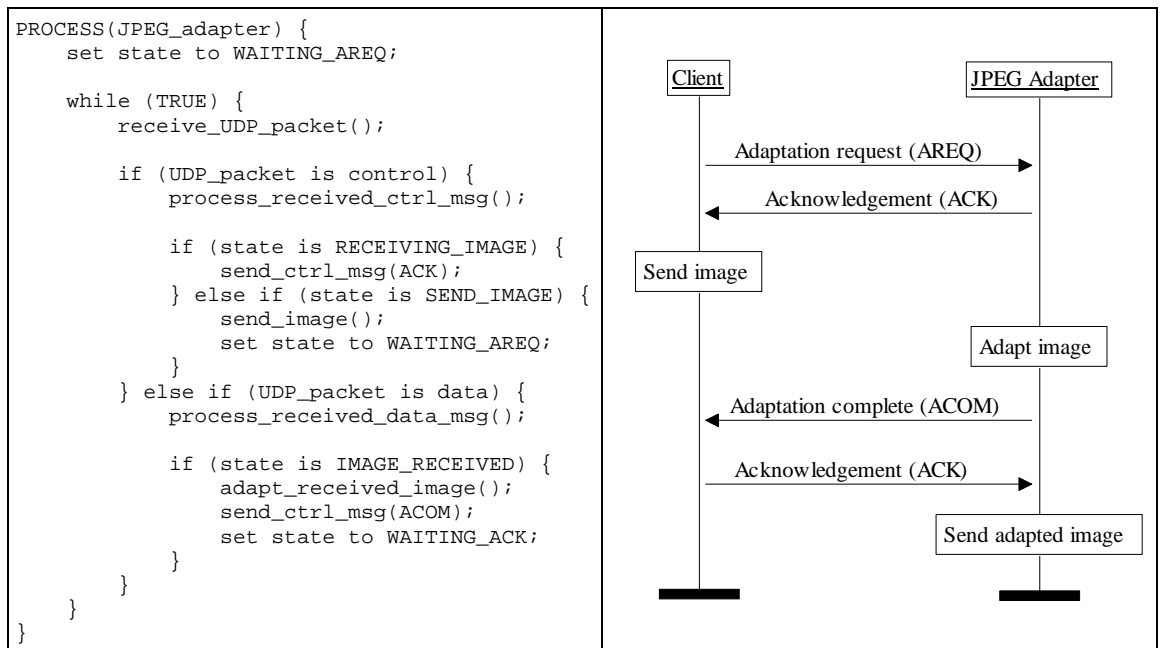 PROCESS(JPEG_adapter) {
    set state to WAITING_AREQ;
    while (TRUE) {
        receive_UDP_packet();
        if (UDP_packet is control) {
            process_received_ctrl_msg();
            if (state is RECEIVING_IMAGE) {
                send_ctrl_msg(ACK);
            } else if (state is SEND_IMAGE) {
                send_image();
                set state to WAITING_AREQ;
            }
        } else if (UDP_packet is data) {
            process_received_data_msg();
            if (state is IMAGE_RECEIVED) {
                adapt_received_image();
                send_ctrl_msg(ACOM);
                set state to WAITING_ACK;
            }
        }
    }
}
Client
JPEG Adapter
Adaptation request (AREQ)
Acknowledgement (ACK)
Send image
Adapt image
Adaptation complete (ACOM)
Acknowledgement (ACK)
Send adapted image